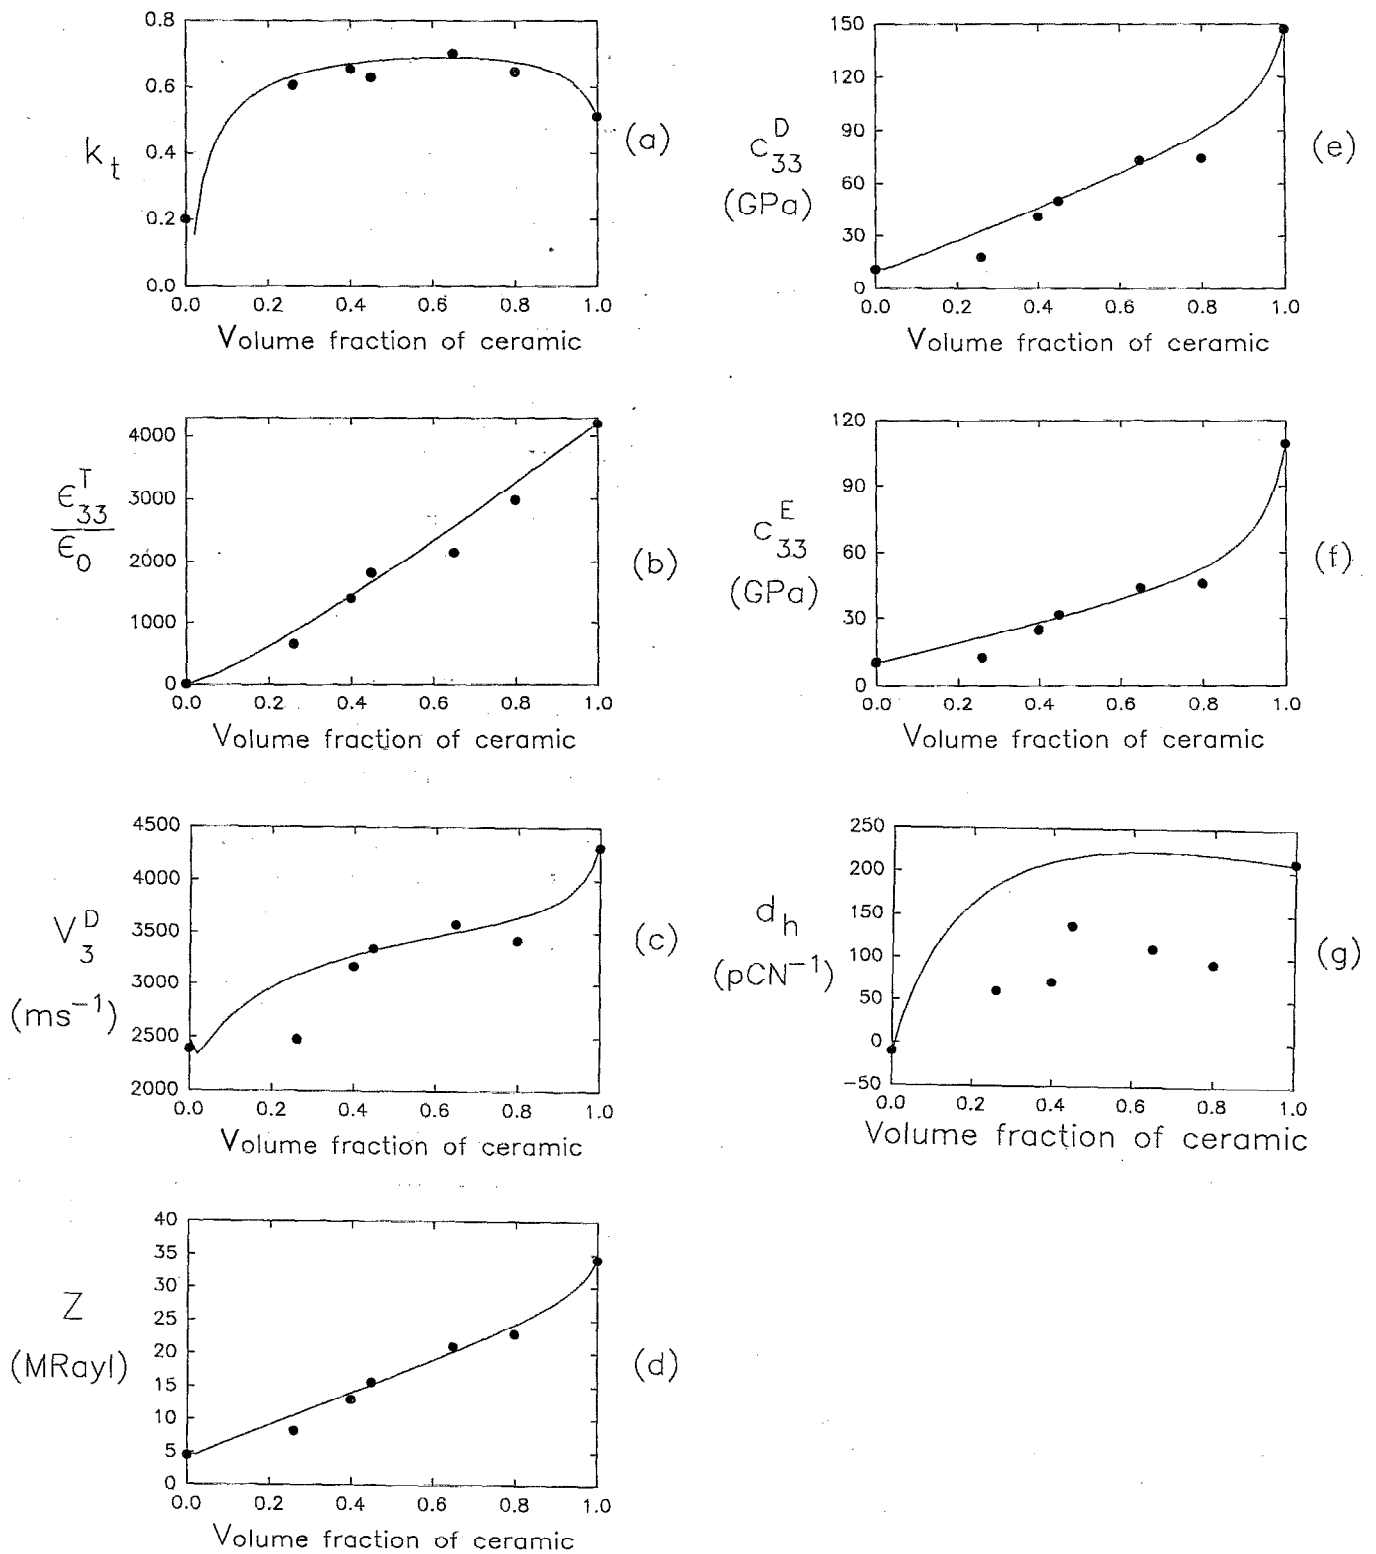 0.8
0.6
0.4
0.2
0.0
k_t
0.0 0.2 0.4 0.6 0.8 1.0
Volume fraction of ceramic
(a)
4000
3000
2000
1000
0
ϵ^T_33
ϵ_0
0.0 0.2 0.4 0.6 0.8 1.0
Volume fraction of ceramic
(b)
4500
4000
3500
3000
2500
2000
V^D_3
(ms^−1)
0.0 0.2 0.4 0.6 0.8 1.0
Volume fraction of ceramic
(c)
40
35
30
25
20
15
10
5
0
Z
(MRayl)
0.0 0.2 0.4 0.6 0.8 1.0
Volume fraction of ceramic
(d)
150
120
90
60
30
0
c^D_33
(GPa)
0.0 0.2 0.4 0.6 0.8 1.0
Volume fraction of ceramic
(e)
120
90
60
30
0
c^E_33
(GPa)
0.0 0.2 0.4 0.6 0.8 1.0
Volume fraction of ceramic
(f)
250
200
150
100
50
0
−50
d_h
(pCN^−1)
0.0 0.2 0.4 0.6 0.8 1.0
Volume fraction of ceramic
(g)